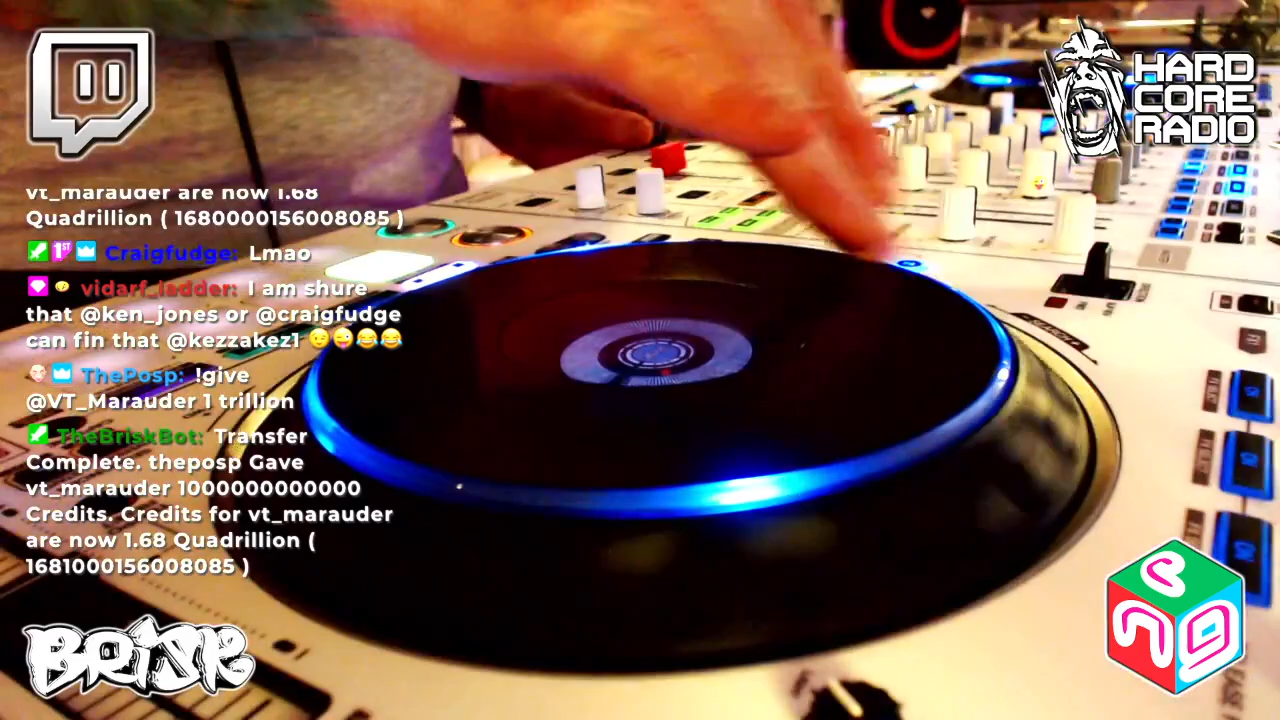 HARD
CORE
RADIO
vt_marauder are now 1.68
Quadrillion ( 1680000156008085 )
1ST Craigfudge: Lmao
vidarf_ladder: I am shure
that @ken_jones or @craigfudge
can fin that @kezzakez1 😉😜😂😂
ThePosp: !give
@VT_Marauder 1 trillion
TheBriskBot: Transfer
Complete. theposp Gave
vt_marauder 1000000000000
Credits. Credits for vt_marauder
are now 1.68 Quadrillion (
1681000156008085 )
BRISK